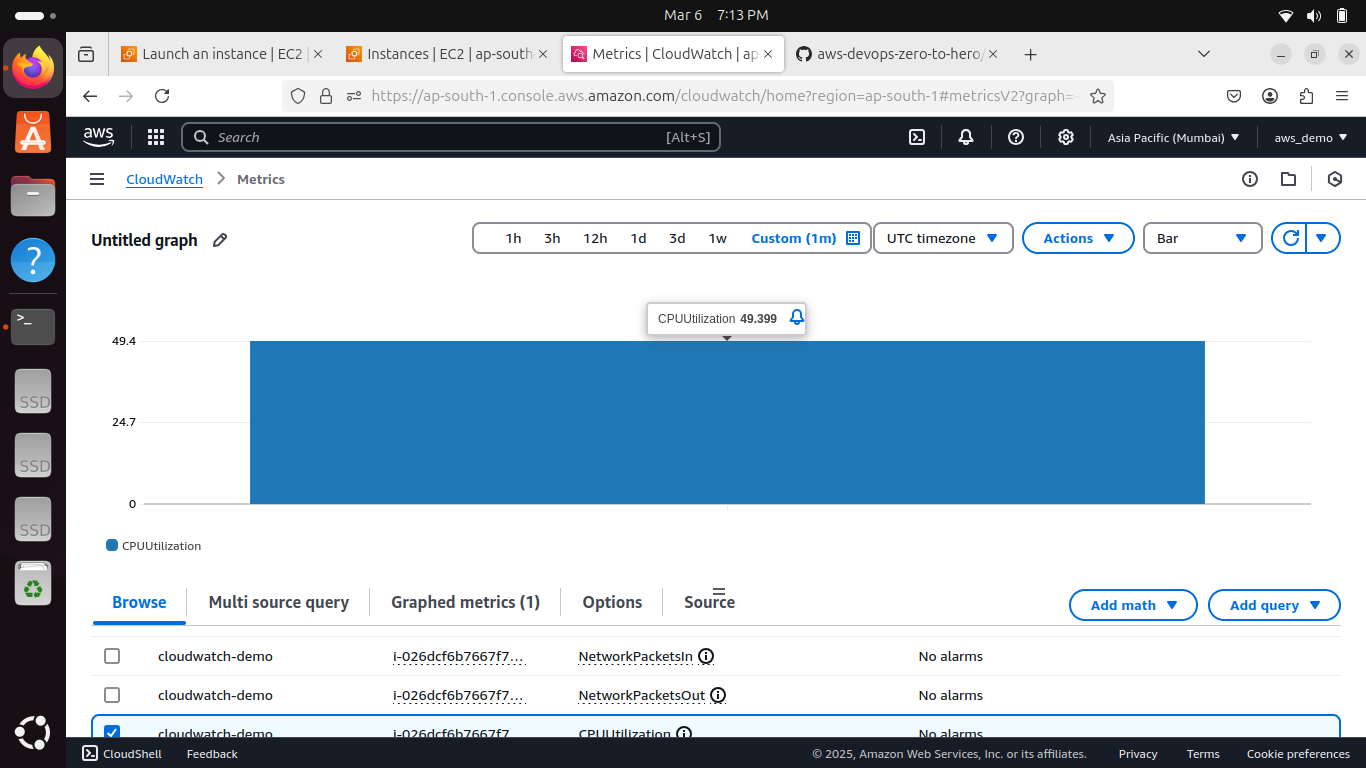 Mar 6 7:13 PM
Launch an instance | EC2 |
Instances | EC2 | ap-south
Metrics | CloudWatch | ap
aws-devops-zero-to-hero/
https://ap-south-1.console.aws.amazon.com/cloudwatch/home?region=ap-south-1#metricsV2?graph=~
aws
Search
[Alt+S]
Asia Pacific (Mumbai)
aws_demo
CloudWatch
Metrics
Untitled graph
1h 3h 12h 1d 3d 1w Custom (1m)
UTC timezone
Actions
Bar
CPUUtilization 49.399
49.4
24.7
0
CPUUtilization
Browse
Multi source query
Graphed metrics (1)
Options
Source
Add math
Add query
cloudwatch-demo i-026dcf6b7667f7... NetworkPacketsIn No alarms
cloudwatch-demo i-026dcf6b7667f7... NetworkPacketsOut No alarms
cloudwatch-demo i-026dcf6b7667f7 CPUUtilization No alarms
>_
SSD
SSD
SSD
CloudShell
Feedback
© 2025, Amazon Web Services, Inc. or its affiliates.
Privacy
Terms
Cookie preferences